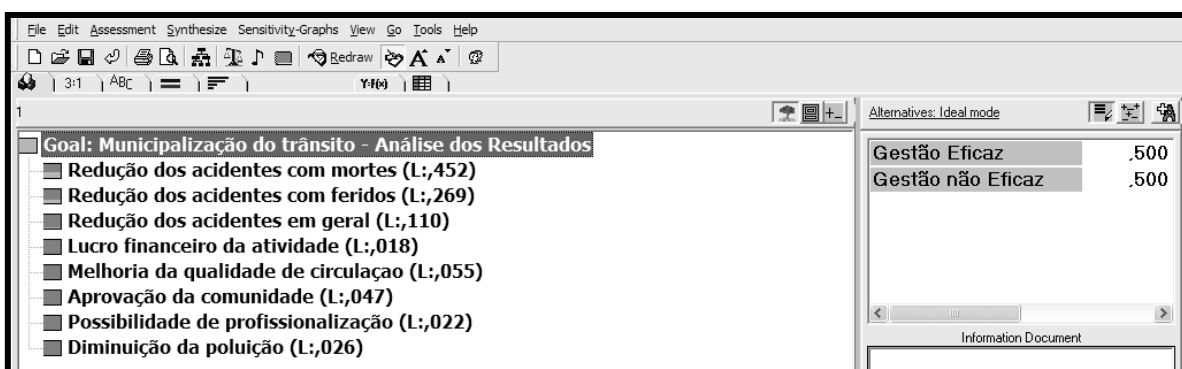 File Edit Assessment Synthesize Sensitivity-Graphs View Go Tools Help
Redraw A A
3:1 ABC Y:F(x)
1
Alternatives: Ideal mode
Goal: Municipalização do trânsito - Análise dos Resultados
Redução dos acidentes com mortes (L:,452)
Redução dos acidentes com feridos (L:,269)
Redução dos acidentes em geral (L:,110)
Lucro financeiro da atividade (L:,018)
Melhoria da qualidade de circulaçao (L:,055)
Aprovação da comunidade (L:,047)
Possibilidade de profissionalização (L:,022)
Diminuição da poluição (L:,026)
Gestão Eficaz ,500
Gestão não Eficaz ,500
Information Document